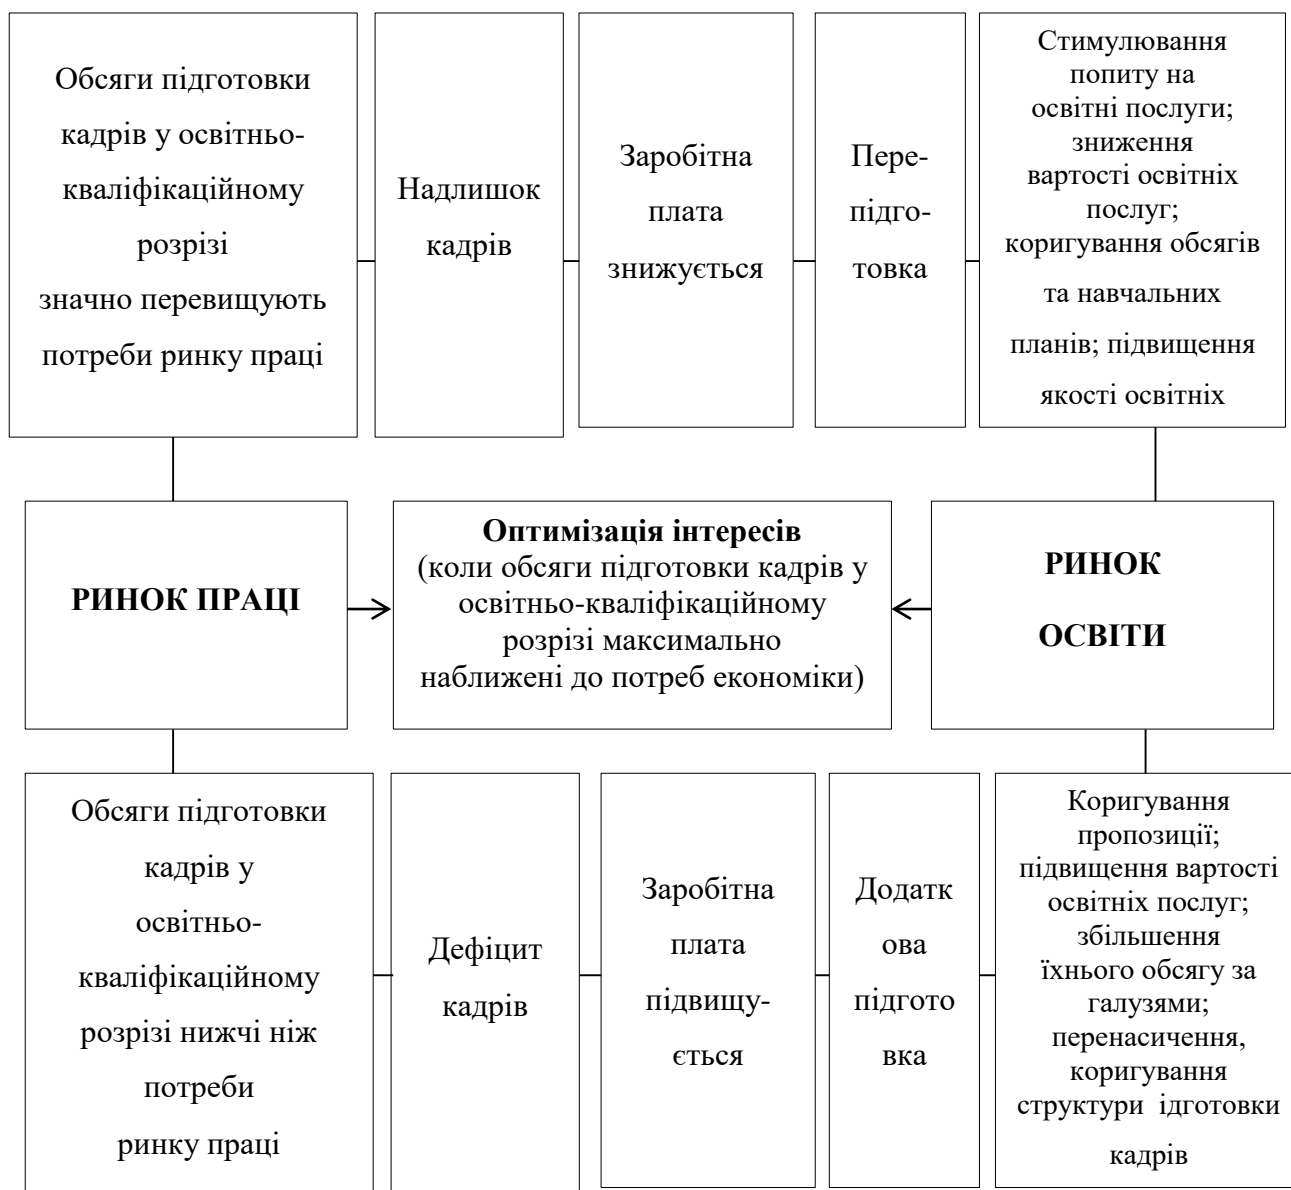 Обсяги підготовки
кадрів у освітньо-
кваліфікаційному
розрізі
значно перевищують
потреби ринку праці
Надлишок
кадрів
Заробітна
плата
знижується
Пере-
підго-
товка
Стимулювання
попиту на
освітні послуги;
зниження
вартості освітніх
послуг;
коригування обсягів
та навчальних
планів; підвищення
якості освітніх
РИНОК ПРАЦІ
Оптимізація інтересів
(коли обсяги підготовки кадрів у
освітньо-кваліфікаційному
розрізі максимально
наближені до потреб економіки)
РИНОК
ОСВІТИ
Обсяги підготовки
кадрів у
освітньо-
кваліфікаційному
розрізі нижчі ніж
потреби
ринку праці
Дефіцит
кадрів
Заробітна
плата
підвищу-
ється
Додатк
ова
підгото
вка
Коригування
пропозиції;
підвищення вартості
освітніх послуг;
збільшення
їхнього обсягу за
галузями;
перенасичення,
коригування
структури ідготовки
кадрів